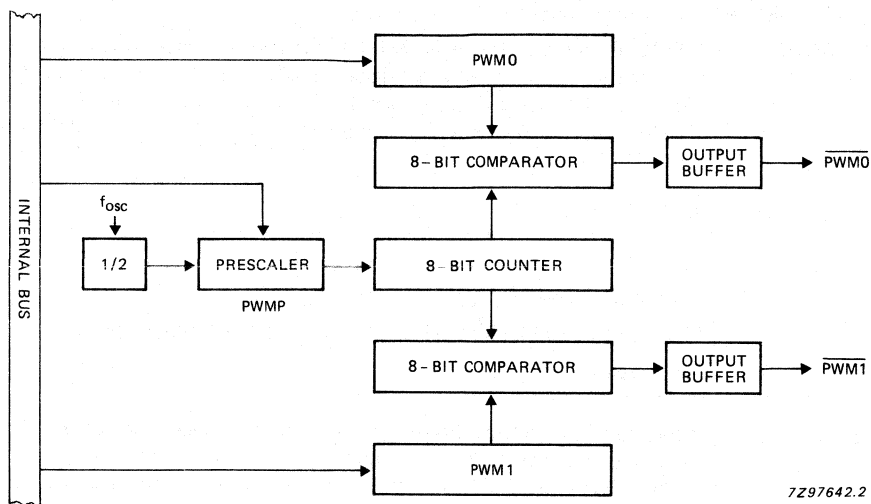 PWM0
8-BIT COMPARATOR
OUTPUT
BUFFER
PWM0
INTERNAL BUS
fosc
1/2
PRESCALER
PWMP
8-BIT COUNTER
8-BIT COMPARATOR
OUTPUT
BUFFER
PWM1
PWM1
7Z97642.2